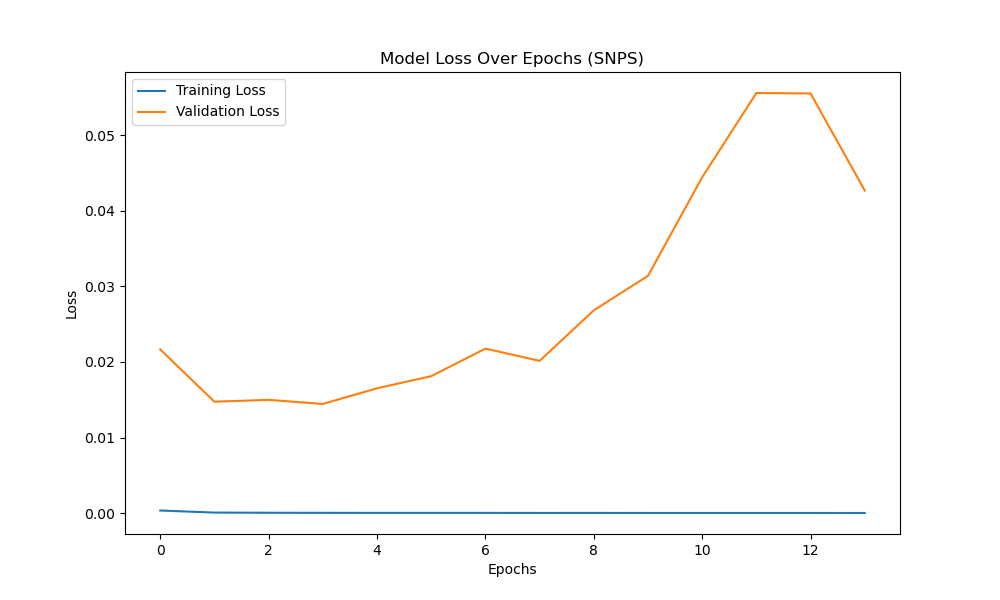 Model Loss Over Epochs (SNPS)
Training Loss
Validation Loss
0.05
0.04
0.03
0.02
0.01
0.00
Loss
0 2 4 6 8 10 12
Epochs